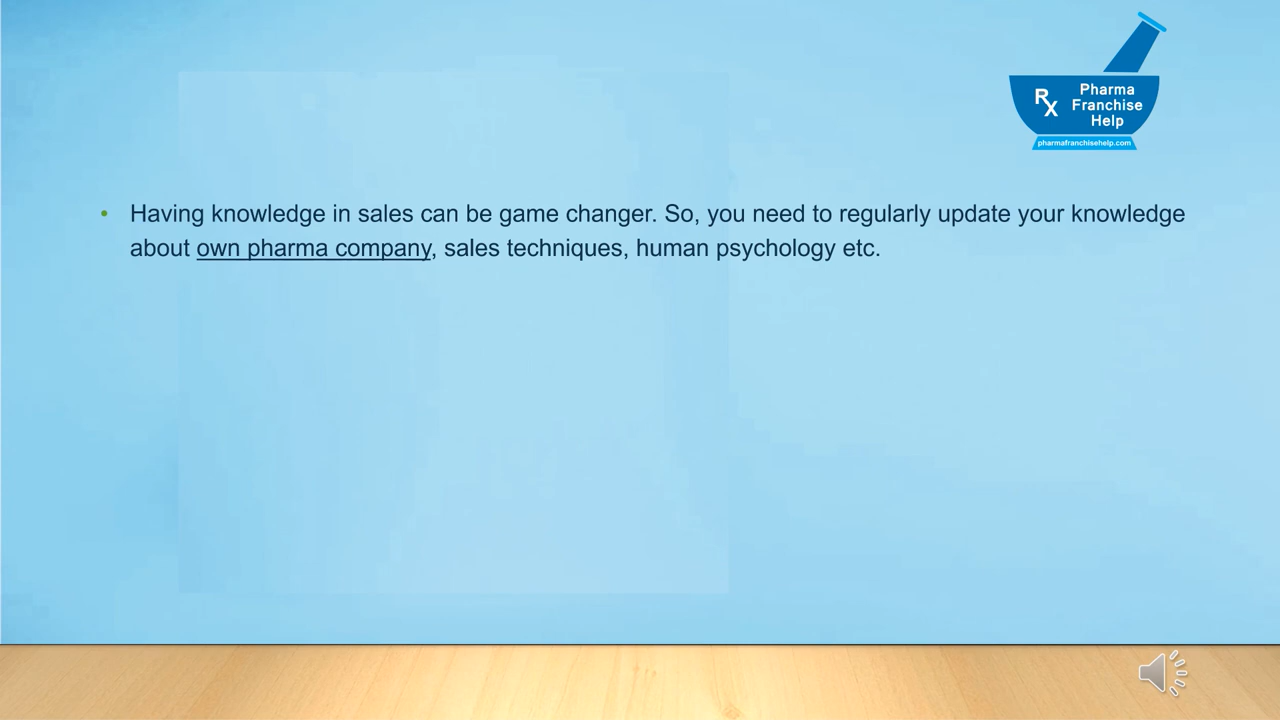 Rx
Pharma
Franchise
Help
pharmafranchisehelp.com
• Having knowledge in sales can be game changer. So, you need to regularly update your knowledge
about own pharma company, sales techniques, human psychology etc.